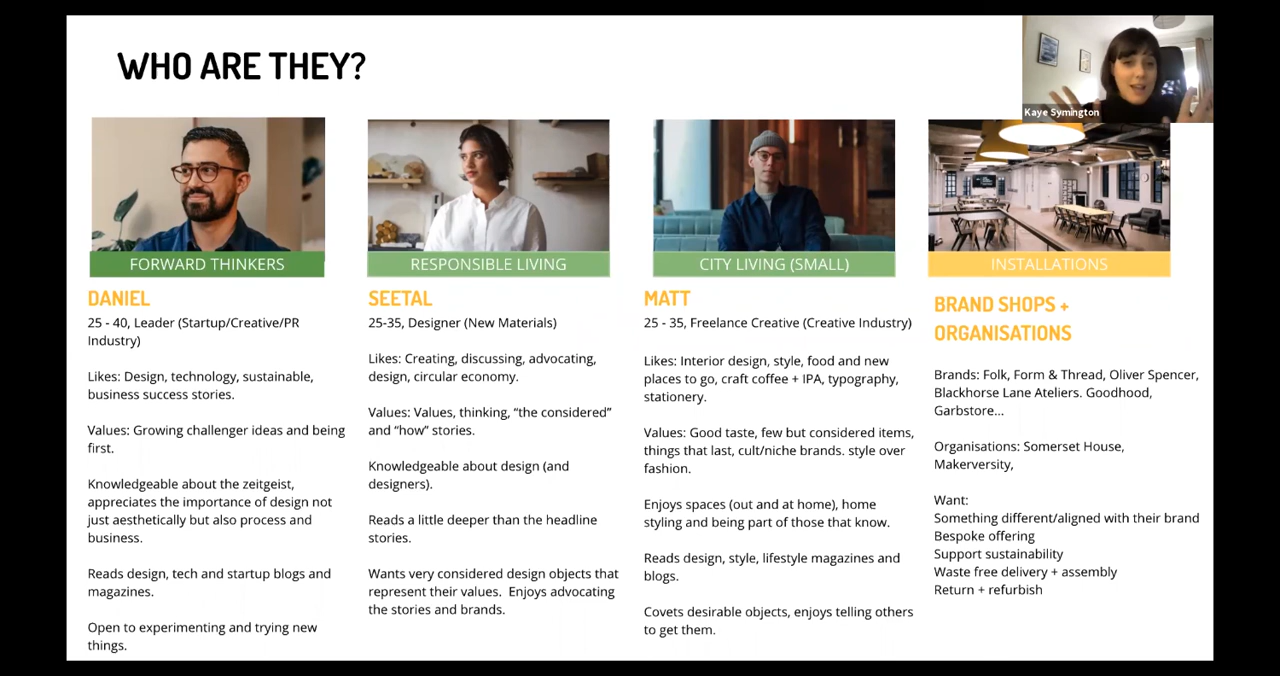 WHO ARE THEY?
Kaye Symington
FORWARD THINKERS
DANIEL
25 - 40, Leader (Startup/Creative/PR
Industry)
Likes: Design, technology, sustainable,
business success stories.
Values: Growing challenger ideas and being
first.
Knowledgeable about the zeitgeist,
appreciates the importance of design not
just aesthetically but also process and
business.
Reads design, tech and startup blogs and
magazines.
Open to experimenting and trying new
things.
RESPONSIBLE LIVING
SEETAL
25-35, Designer (New Materials)
Likes: Creating, discussing, advocating,
design, circular economy.
Values: Values, thinking, “the considered”
and “how” stories.
Knowledgeable about design (and
designers).
Reads a little deeper than the headline
stories.
Wants very considered design objects that
represent their values.  Enjoys advocating
the stories and brands.
CITY LIVING (SMALL)
MATT
25 - 35, Freelance Creative (Creative Industry)
Likes: Interior design, style, food and new
places to go, craft coffee + IPA, typography,
stationery.
Values: Good taste, few but considered items,
things that last, cult/niche brands. style over
fashion.
Enjoys spaces (out and at home), home
styling and being part of those that know.
Reads design, style, lifestyle magazines and
blogs.
Covets desirable objects, enjoys telling others
to get them.
INSTALLATIONS
BRAND SHOPS +
ORGANISATIONS
Brands: Folk, Form & Thread, Oliver Spencer,
Blackhorse Lane Ateliers. Goodhood,
Garbstore...
Organisations: Somerset House,
Makerversity,
Want:
Something different/aligned with their brand
Bespoke offering
Support sustainability
Waste free delivery + assembly
Return + refurbish